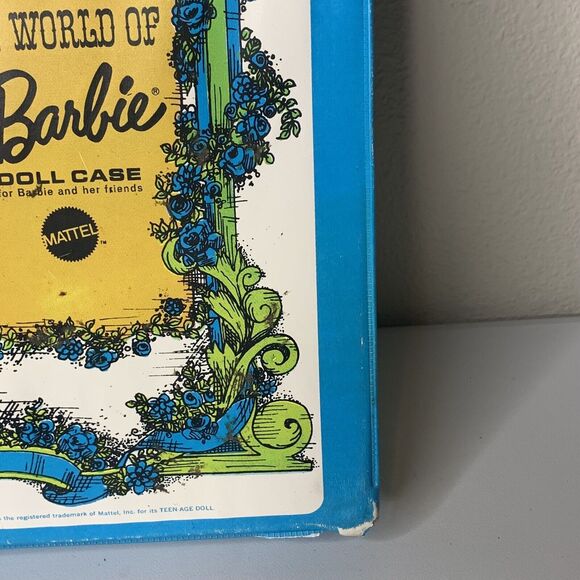 WORLD OF
Barbie®
DOLL CASE
for Barbie and her friends
MATTEL™
the registered trademark of Mattel, Inc. for its TEEN-AGE DOLL